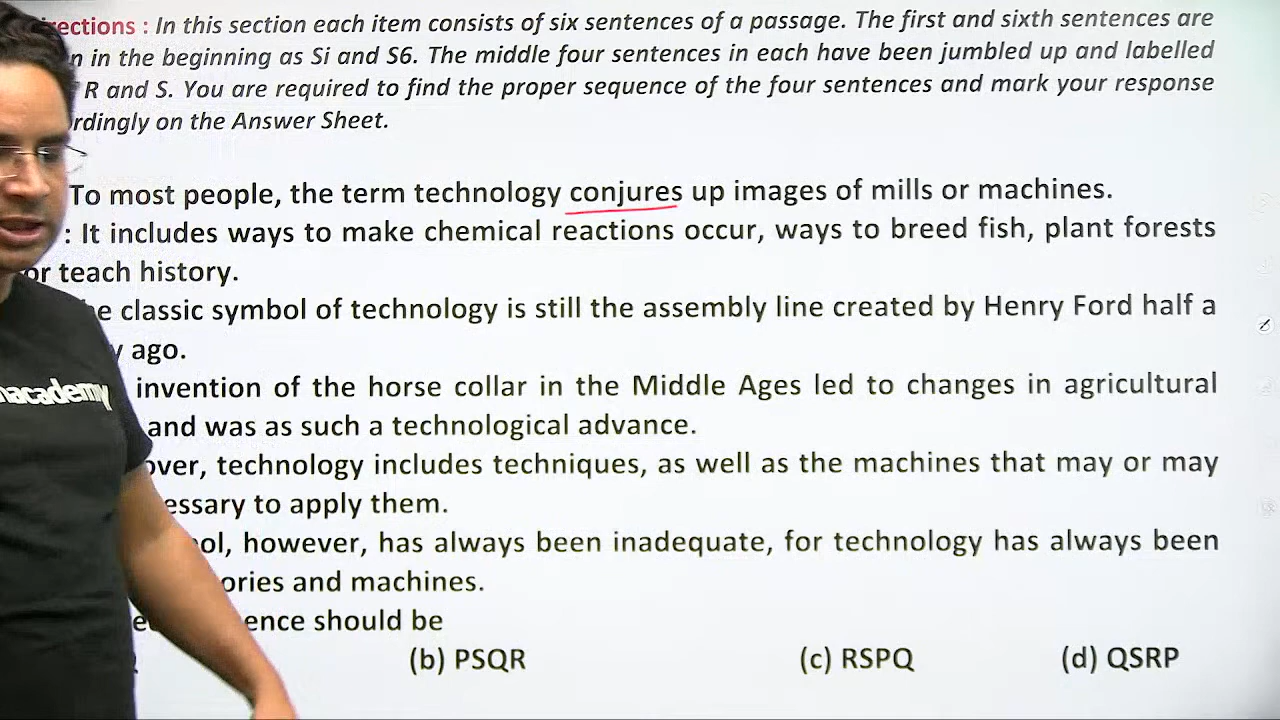 ections : In this section each item consists of six sentences of a passage. The first and sixth sentences are
n in the beginning as Si and S6. The middle four sentences in each have been jumbled up and labelled
R and S. You are required to find the proper sequence of the four sentences and mark your response
rdingly on the Answer Sheet.
To most people, the term technology conjures up images of mills or machines.
: It includes ways to make chemical reactions occur, ways to breed fish, plant forests
or teach history.
e classic symbol of technology is still the assembly line created by Henry Ford half a
y ago.
invention of the horse collar in the Middle Ages led to changes in agricultural
and was as such a technological advance.
over, technology includes techniques, as well as the machines that may or may
essary to apply them.
ol, however, has always been inadequate, for technology has always been
ories and machines.
ence should be
(b) PSQR (c) RSPQ (d) QSRP
nacademy